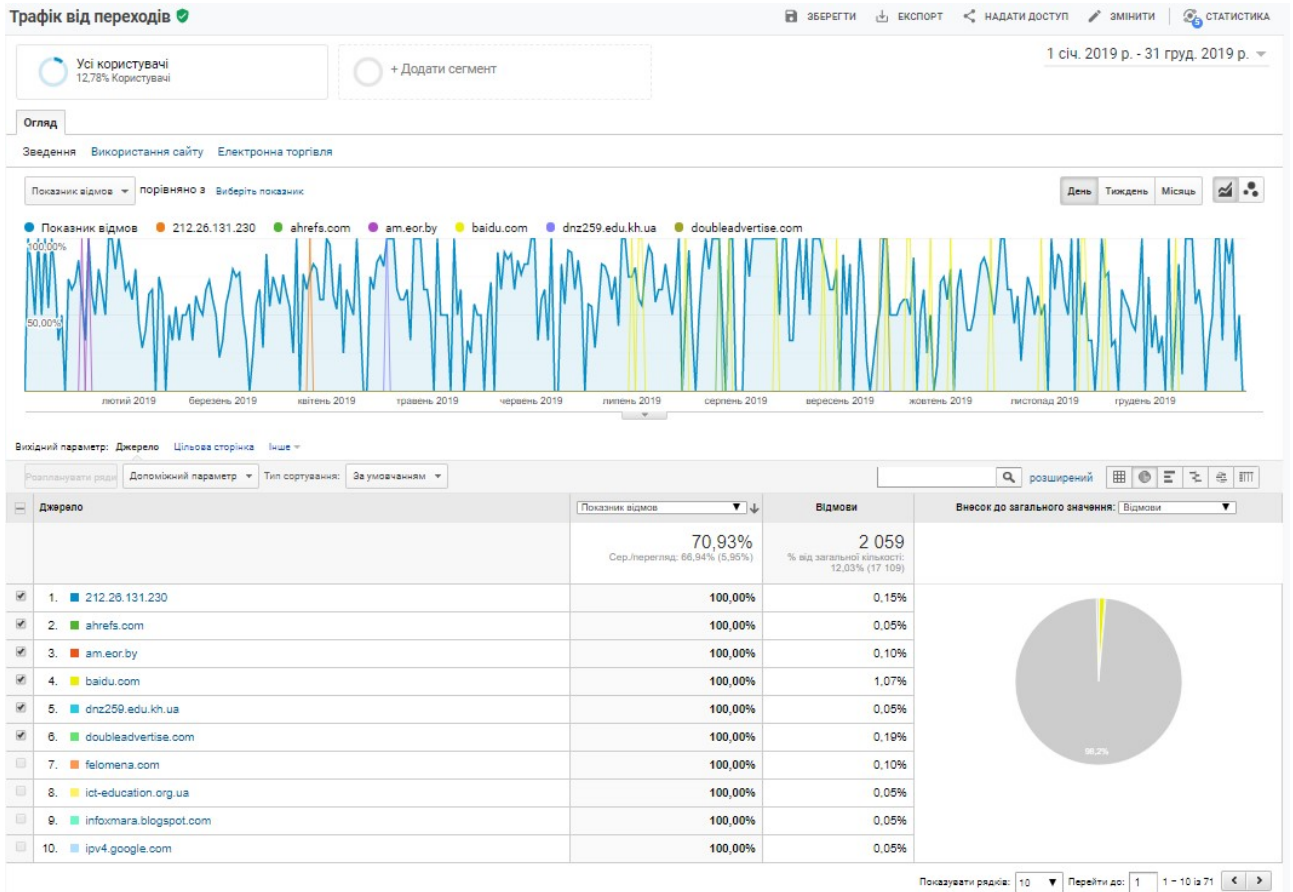 Трафік від переходів
ЗБЕРЕГТИ ЕКСПОРТ НАДАТИ ДОСТУП ЗМІНИТИ 5 СТАТИСТИКА
Усі користувачі
12,78% Користувачі
+ Додати сегмент
1 січ. 2019 р. - 31 груд. 2019 р.
Огляд
Зведення Використання сайту Електронна торгівля
Показник відмов порівняно з Виберіть показник
День Тиждень Місяць
Показник відмов 212.26.131.230 ahrefs.com am.eor.by baidu.com dnz259.edu.kh.ua doubleadvertise.com
100,00%
50,00%
лютий 2019 березень 2019 квітень 2019 травень 2019 червень 2019 липень 2019 серпень 2019 вересень 2019 жовтень 2019 листопад 2019 грудень 2019
Вихідний параметр: Джерело Цільова сторінка Інше
Розпланувати ряди Допоміжний параметр Тип сортування: За умовчанням розширений
Джерело Показник відмов Відмови Внесок до загального значення: Відмови
70,93% 2 059
Сер./перегляд: 66,94% (5,95%) % від загальної кількості:
12,03% (17 109)
1. 212.26.131.230 100,00% 0,15%
2. ahrefs.com 100,00% 0,05%
3. am.eor.by 100,00% 0,10%
4. baidu.com 100,00% 1,07%
5. dnz259.edu.kh.ua 100,00% 0,05%
6. doubleadvertise.com 100,00% 0,19%
98,2%
7. felomena.com 100,00% 0,10%
8. ict-education.org.ua 100,00% 0,05%
9. infoxmara.blogspot.com 100,00% 0,05%
10. ipv4.google.com 100,00% 0,05%
Показувати рядків: 10 Перейти до: 1 1 – 10 із 71